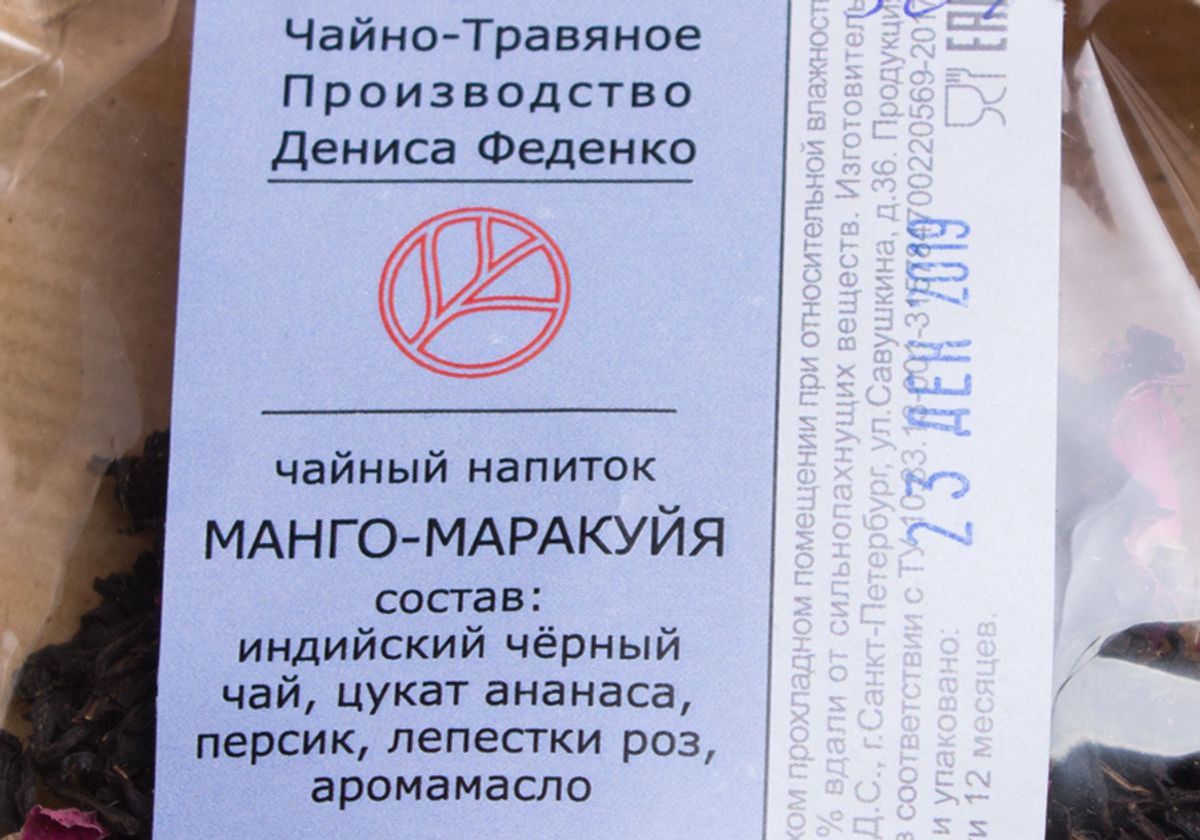 Чайно-Травяное
Производство
Дениса Феденко
чайный напиток
МАНГО-МАРАКУЙЯ
состав:
индийский чёрный
чай, цукат ананаса,
персик, лепестки роз,
аромамасло
прохладном помещении при относительной
% вдали от сильнопахнущих веществ. Изготовитель
Д.С., г.Санкт-Петербург, ул.Савушкина, д.36.
в соответствии с ТУ
и упаковано:
и 12 месяцев.
23 ДЕК 2019